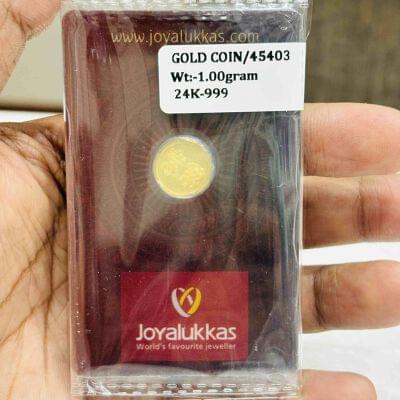 www.joyalukkas.com
GOLD COIN/45403
Wt:-1.00gram
24K-999
Joyalukkas
World's favourite jeweller